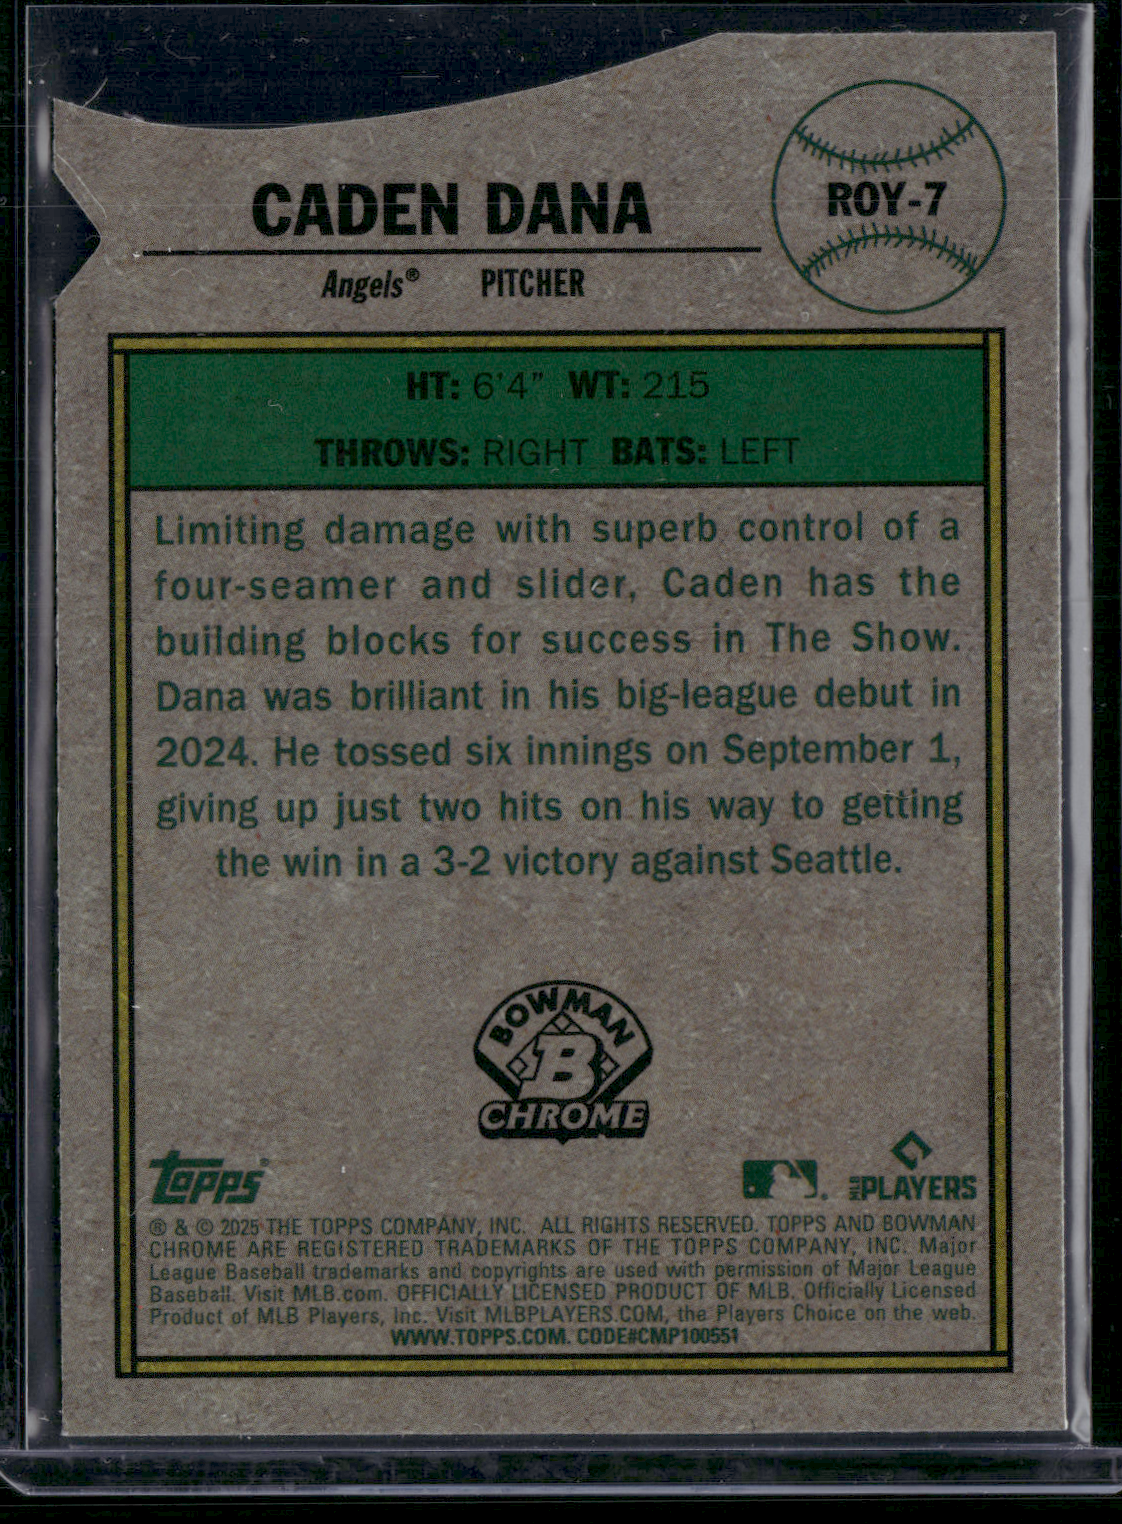 CADEN DANA
ROY-7
Angels® PITCHER
HT: 6'4" WT: 215
THROWS: RIGHT BATS: LEFT
Limiting damage with superb control of a
four-seamer and slider, Caden has the
building blocks for success in The Show.
Dana was brilliant in his big-league debut in
2024. He tossed six innings on September 1,
giving up just two hits on his way to getting
the win in a 3-2 victory against Seattle.
BOWMAN
B
CHROME
topps®
MLB PLAYERS
® & © 2025 THE TOPPS COMPANY, INC. ALL RIGHTS RESERVED. TOPPS AND BOWMAN
CHROME ARE REGISTERED TRADEMARKS OF THE TOPPS COMPANY, INC. Major
League Baseball trademarks and copyrights are used with permission of Major League
Baseball. Visit MLB.com. OFFICIALLY LICENSED PRODUCT OF MLB. Officially Licensed
Product of MLB Players, Inc. Visit MLBPLAYERS.COM, the Players Choice on the web.
WWW.TOPPS.COM. CODE#CMP100551